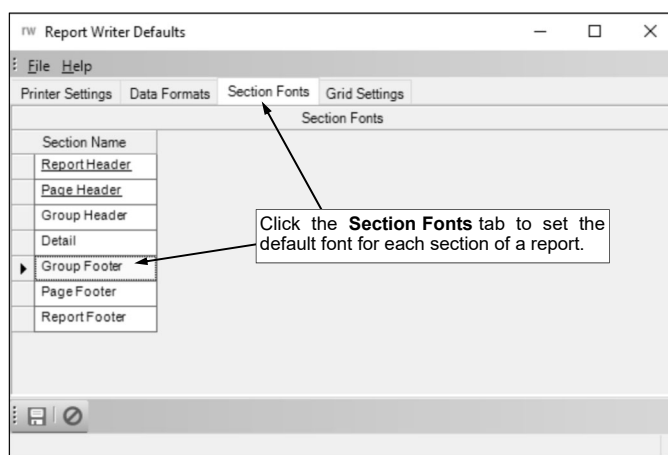 rw Report Writer Defaults
File Help
Printer Settings Data Formats Section Fonts Grid Settings
Section Fonts
Section Name
Report Header
Page Header
Group Header
Detail
Group Footer
Page Footer
Report Footer
Click the Section Fonts tab to set the
default font for each section of a report.